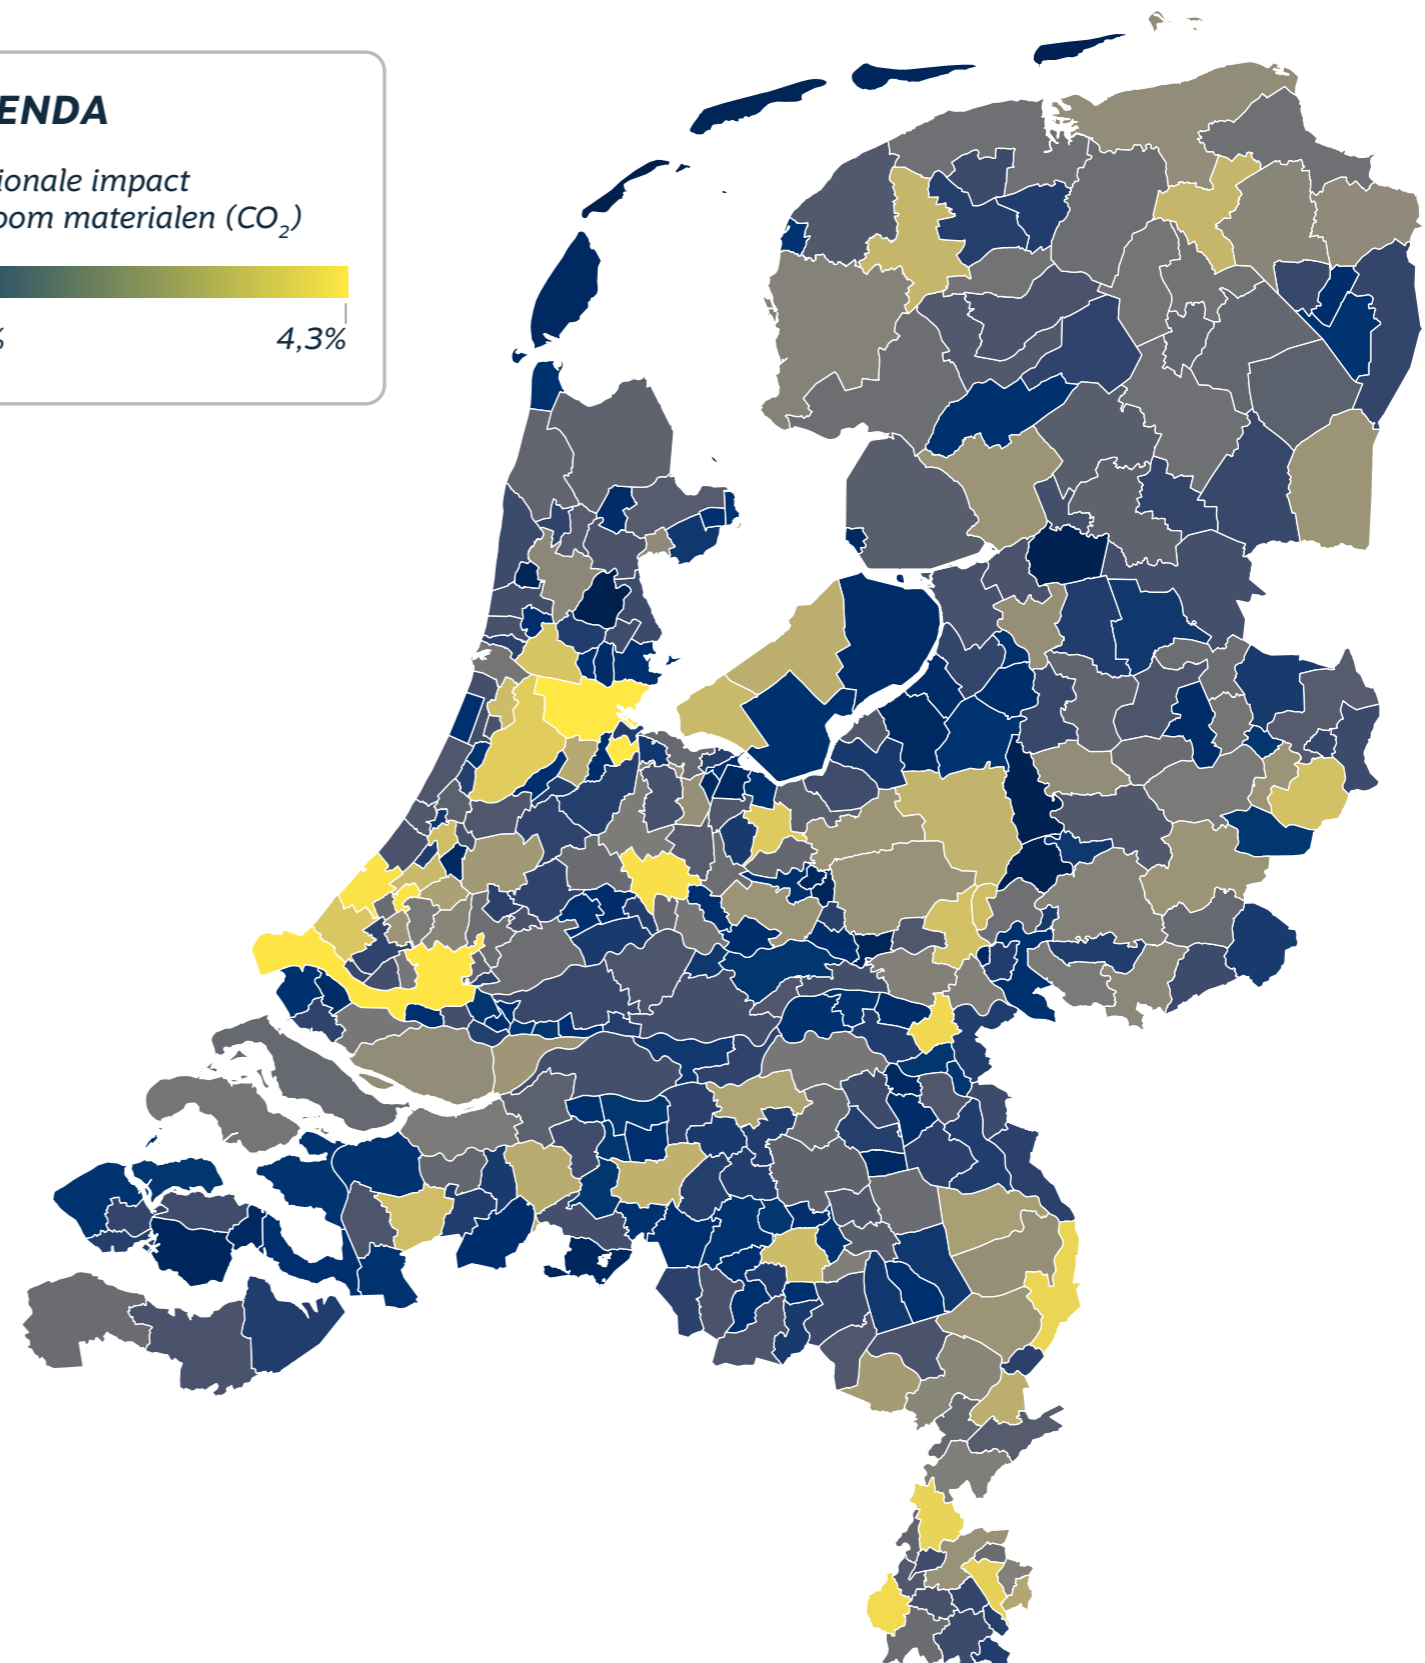 ENDA
ionale impact
oom materialen (CO₂)
%
4,3%